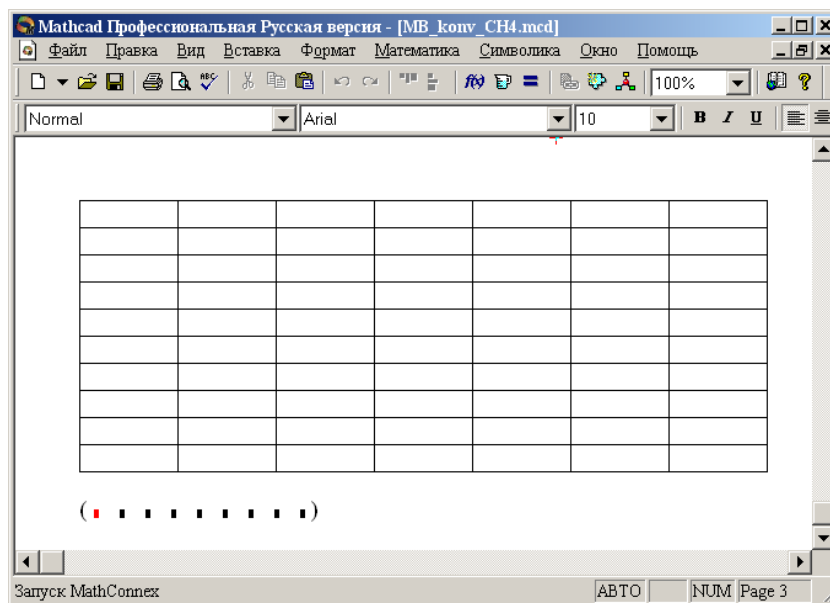 Mathcad Профессиональная Русская версия - [MB_konv_CH4.mcd]
Файл Правка Вид Вставка Формат Математика Символика Окно Помощь
ABC f(x) = 100% ?
Normal Arial 10 B I U
( )
Запуск MathConnex АВТО NUM Page 3